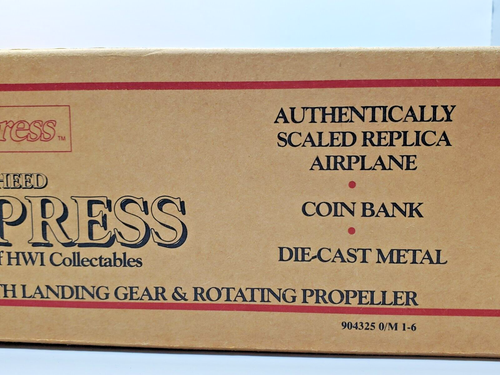 ress™
HEED
PRESS
f HWI Collectables
TH LANDING GEAR & ROTATING PROPELLER
AUTHENTICALLY
SCALED REPLICA
AIRPLANE
•
COIN BANK
•
DIE-CAST METAL
904325 0/M 1-6